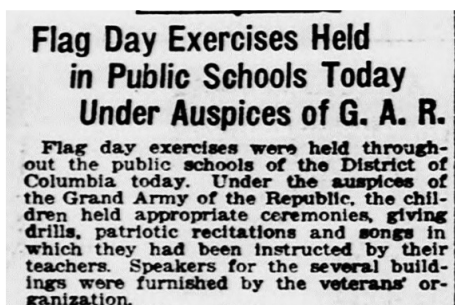 Flag Day Exercises Held
in Public Schools Today
Under Auspices of G. A. R.
Flag day exercises were held through-
out the public schools of the District of
Columbia today. Under the auspices of
the Grand Army of the Republic, the chil-
dren held appropriate ceremonies, giving
drills, patriotic recitations and songs in
which they had been instructed by their
teachers. Speakers for the several build-
ings were furnished by the veterans' or-
ganization.